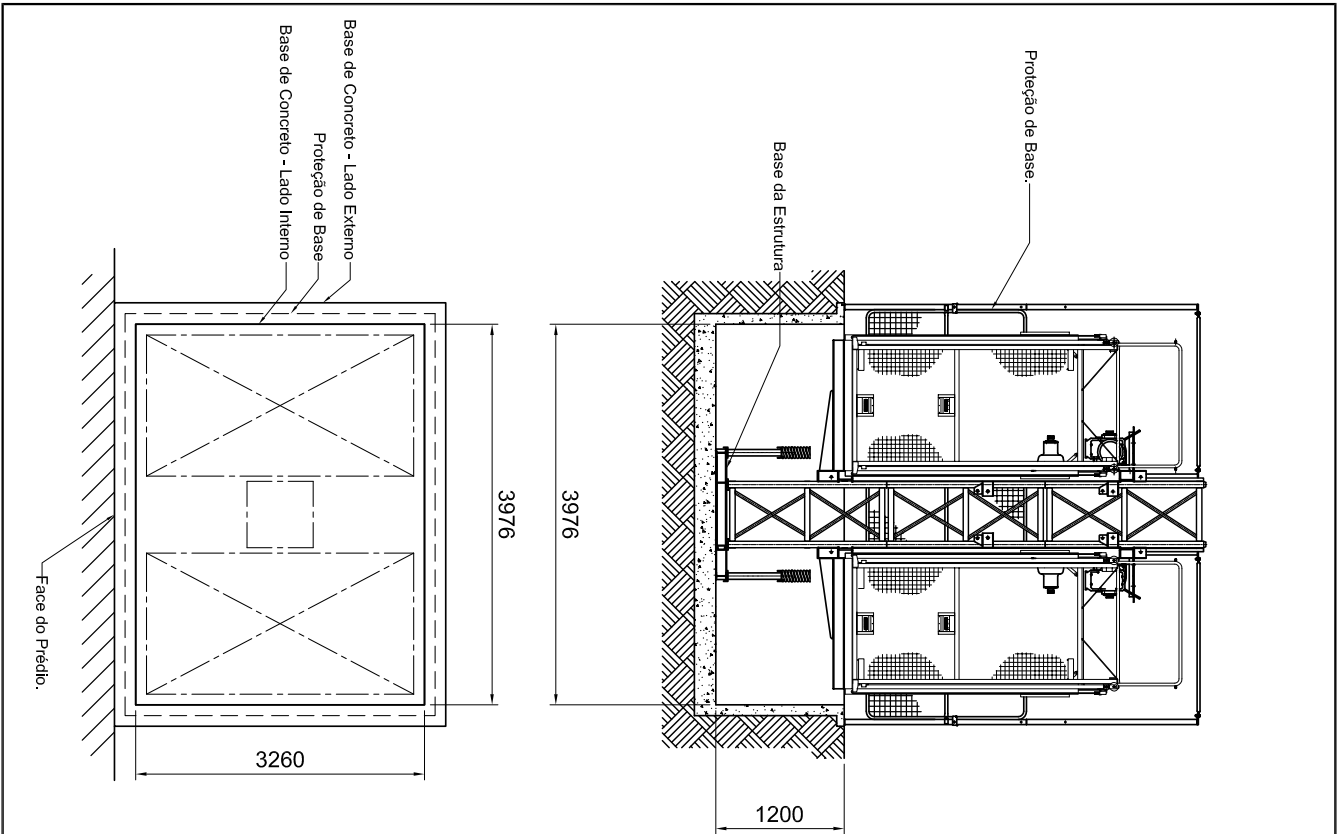 Proteção de Base.
Base da Estrutura
3976
1200
Base de Concreto - Lado Externo
Proteção de Base
Base de Concreto - Lado Interno
3976
3260
Face do Prédio.